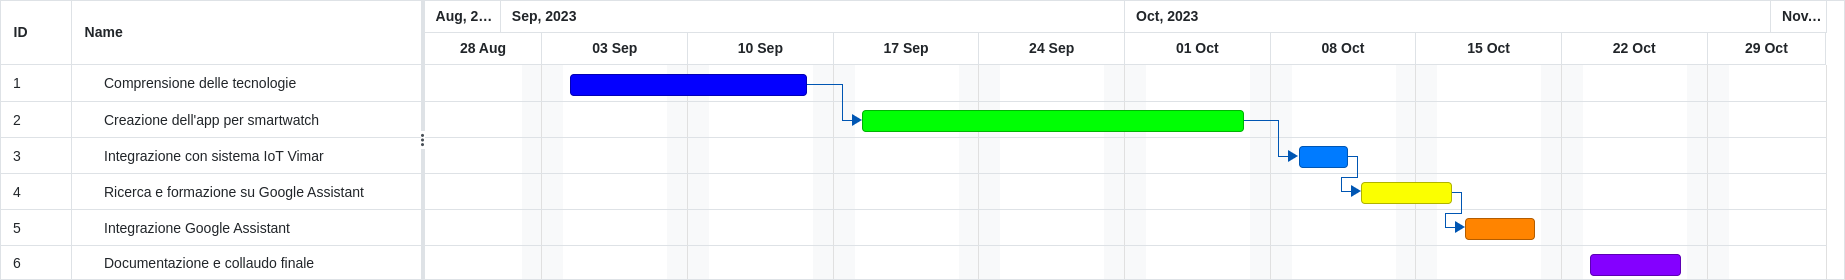 ID Name Aug, 2… Sep, 2023 Oct, 2023 Nov…
28 Aug 03 Sep 10 Sep 17 Sep 24 Sep 01 Oct 08 Oct 15 Oct 22 Oct 29 Oct
1 Comprensione delle tecnologie
2 Creazione dell'app per smartwatch
3 Integrazione con sistema IoT Vimar
4 Ricerca e formazione su Google Assistant
5 Integrazione Google Assistant
6 Documentazione e collaudo finale